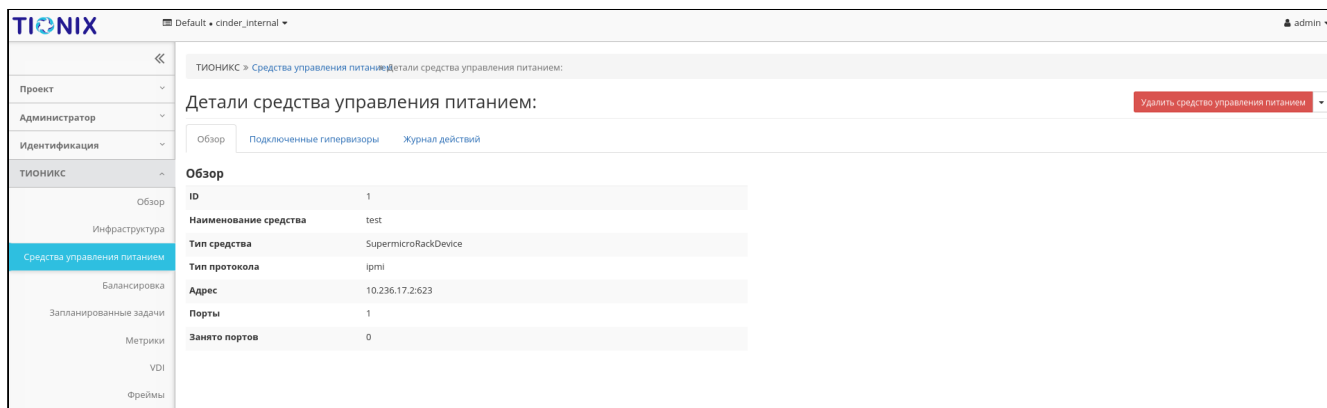 TIONIX
Default • cinder_internal
admin
ТИОНИКС » Средства управления питанием » Детали средства управления питанием:
Проект
Администратор
Идентификация
ТИОНИКС
Обзор
Инфраструктура
Средства управления питанием
Балансировка
Запланированные задачи
Метрики
VDI
Фреймы
Детали средства управления питанием:
Удалить средство управления питанием
Обзор Подключенные гипервизоры Журнал действий
Обзор
ID 1
Наименование средства test
Тип средства SupermicroRackDevice
Тип протокола ipmi
Адрес 10.236.17.2:623
Порты 1
Занято портов 0